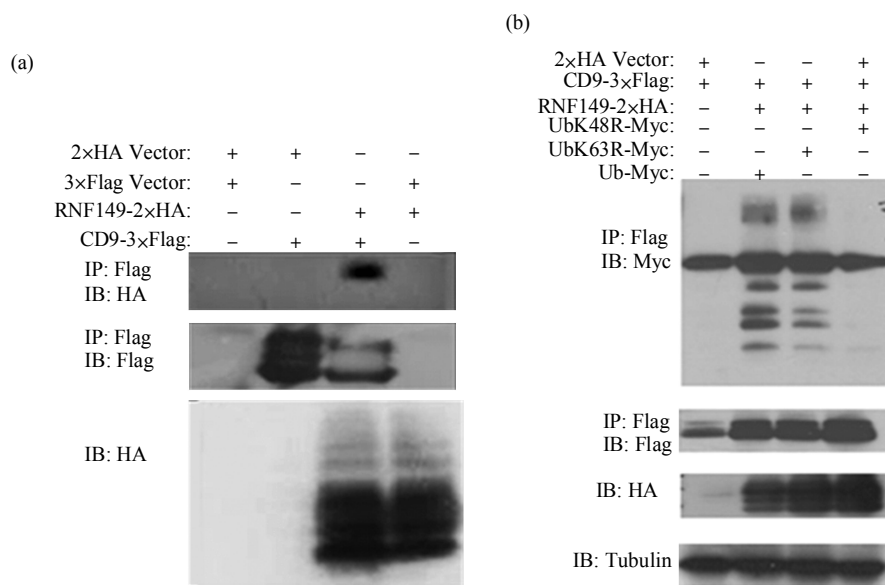 (a)
2×HA Vector: + + – –
3×Flag Vector: + – – +
RNF149-2×HA: – – + +
CD9-3×Flag: – + + –
IP: Flag
IB: HA
IP: Flag
IB: Flag
IB: HA
(b)
2×HA Vector: + – – +
CD9-3×Flag: + + + +
RNF149-2×HA: – + + +
UbK48R-Myc: – – – +
UbK63R-Myc: – – + –
Ub-Myc: – + – –
IP: Flag
IB: Myc
IP: Flag
IB: Flag
IB: HA
IB: Tubulin